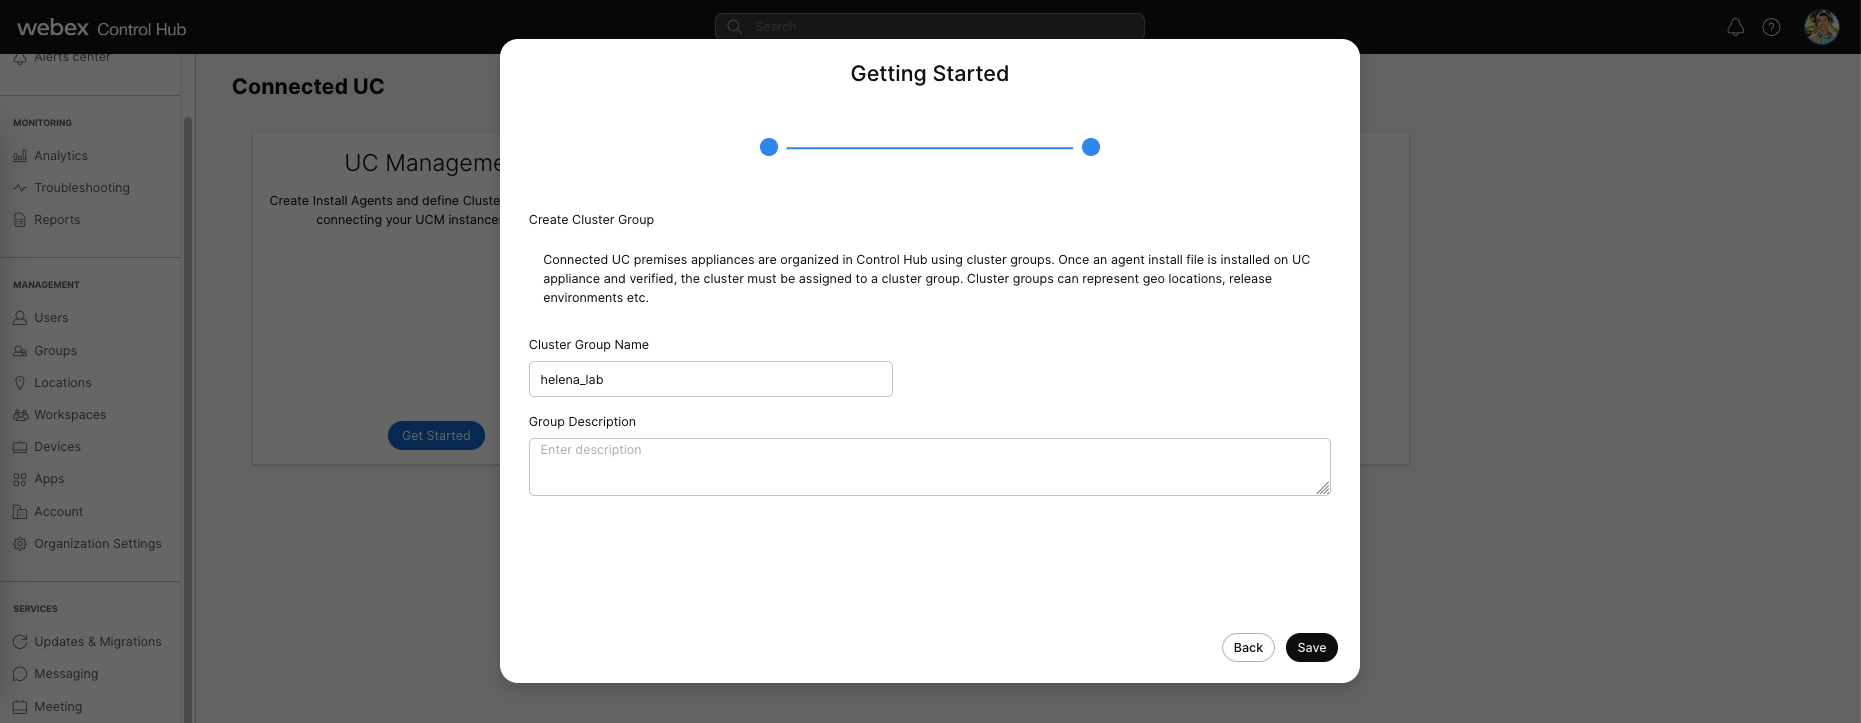 webex Control Hub
Search
Alerts center
MONITORING
Analytics
Troubleshooting
Reports
MANAGEMENT
Users
Groups
Locations
Workspaces
Devices
Apps
Account
Organization Settings
SERVICES
Updates & Migrations
Messaging
Meeting
Connected UC
UC Manageme
Create Install Agents and define Cluste
connecting your UCM instances
Get Started
Getting Started
Create Cluster Group
Connected UC premises appliances are organized in Control Hub using cluster groups. Once an agent install file is installed on UC
appliance and verified, the cluster must be assigned to a cluster group. Cluster groups can represent geo locations, release
environments etc.
Cluster Group Name
helena_lab
Group Description
Enter description
Back
Save